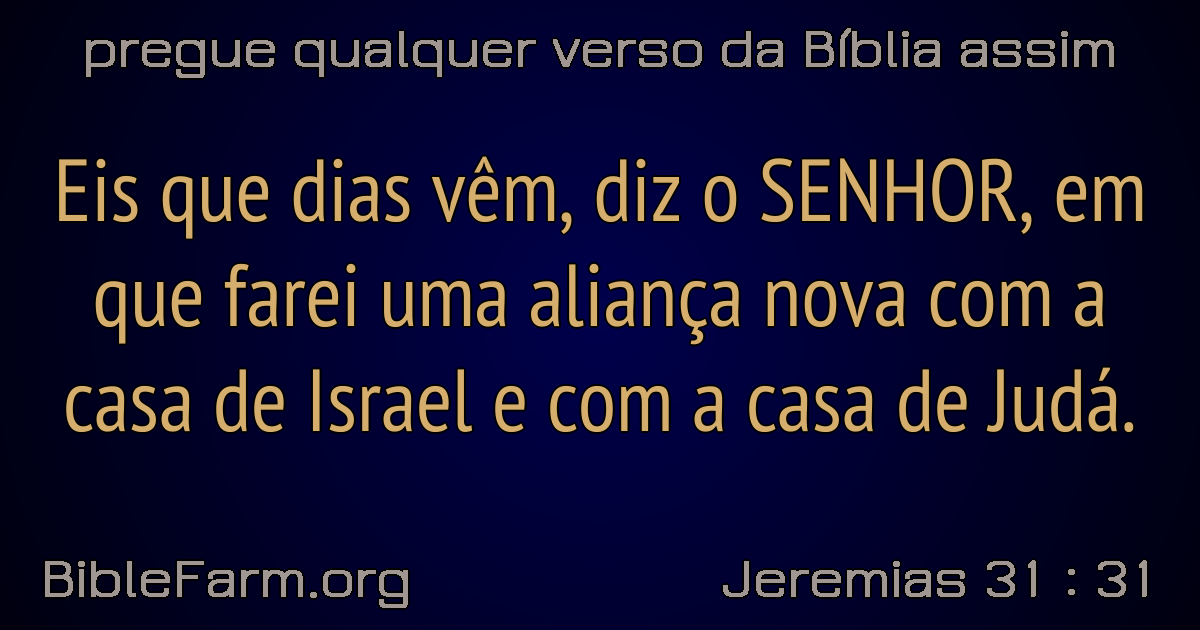 pregue qualquer verso da Bíblia assim
Eis que dias vêm, diz o SENHOR, em
que farei uma aliança nova com a
casa de Israel e com a casa de Judá.
BibleFarm.org
Jeremias 31 : 31